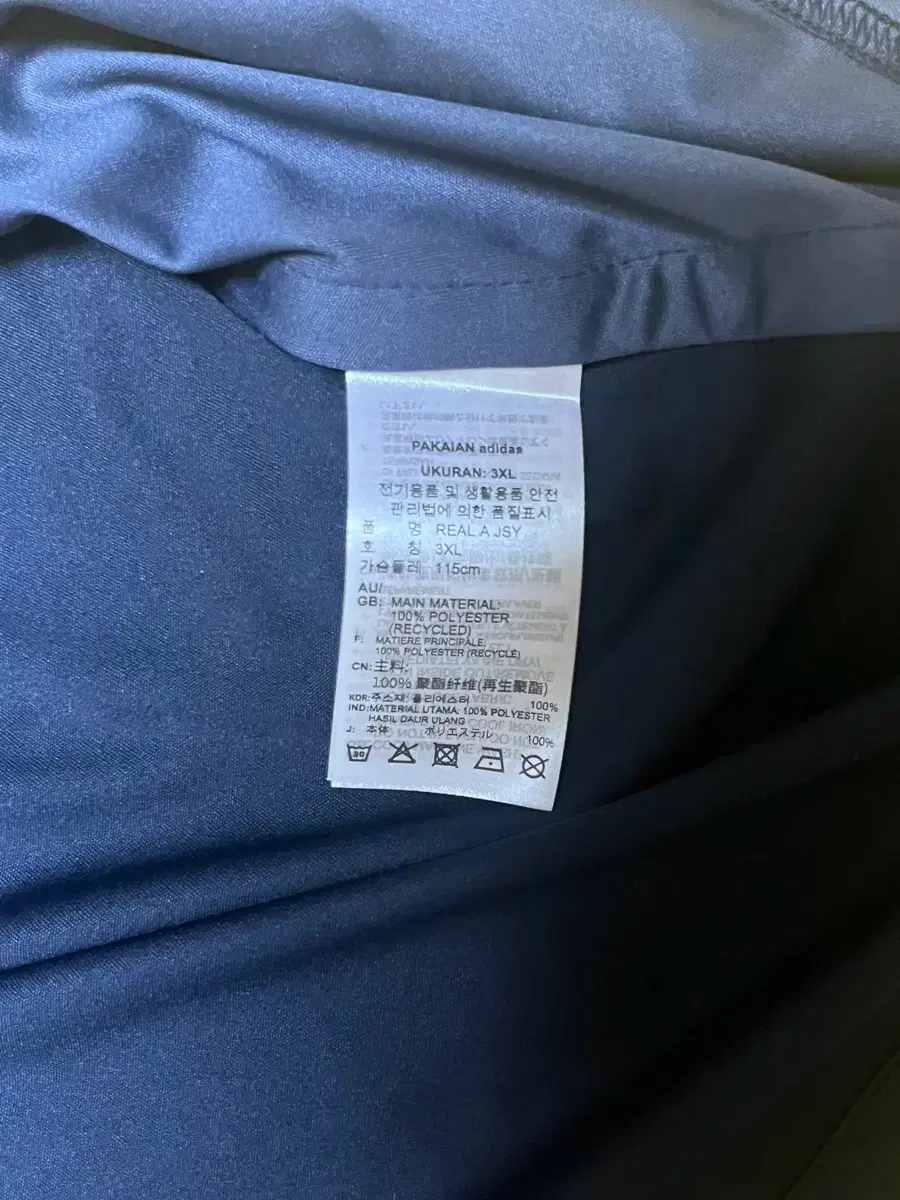 PAKAIAN adidas
UKURAN: 3XL
전기용품 및 생활용품 안전
관리법에 의한 품질표시
품 명 REAL A JSY
호 칭 3XL
가슴둘레 115cm
AU/
GB: MAIN MATERIAL:
100% POLYESTER
(RECYCLED)
F: MATIERE PRINCIPALE:
100% POLYESTER (RECYCLÉ)
CN: 主料:
100% 聚酯纤维(再生聚酯)
KOR: 주소재 폴리에스터 100%
IND: MATERIAL UTAMA: 100% POLYESTER
HASIL DAUR ULANG
J: 本体 ポリエステル 100%
30